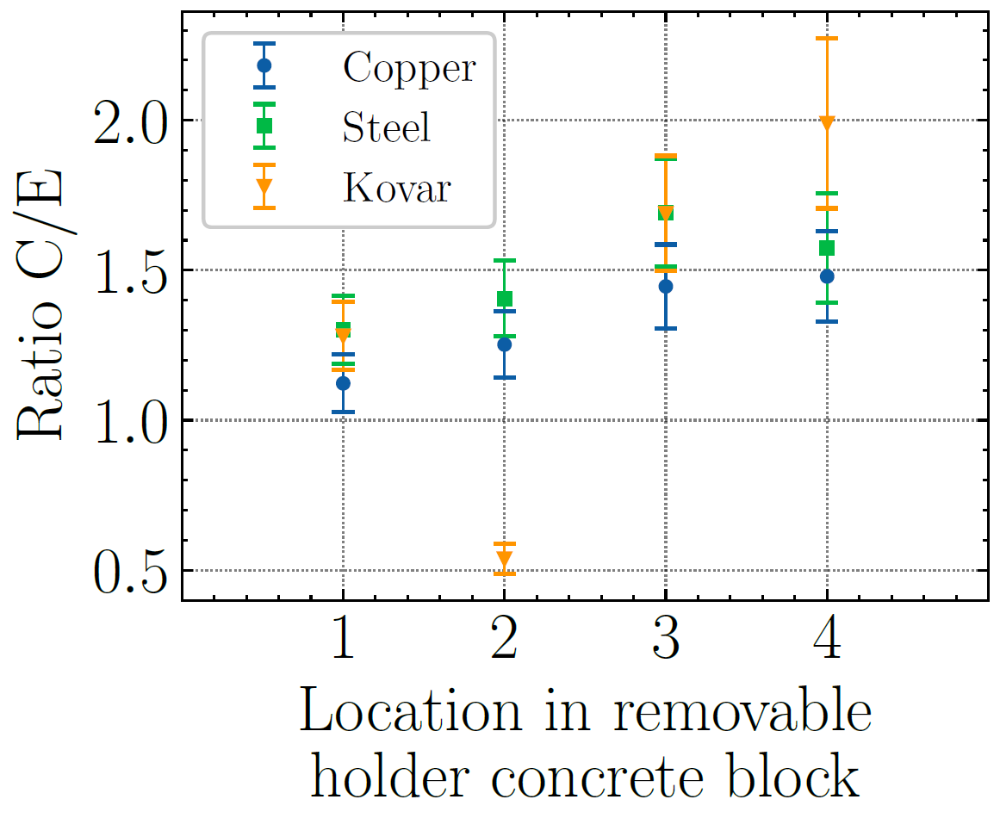 Copper
Steel
Kovar
2.0
1.5
1.0
0.5
Ratio C/E
1 2 3 4
Location in removable
holder concrete block